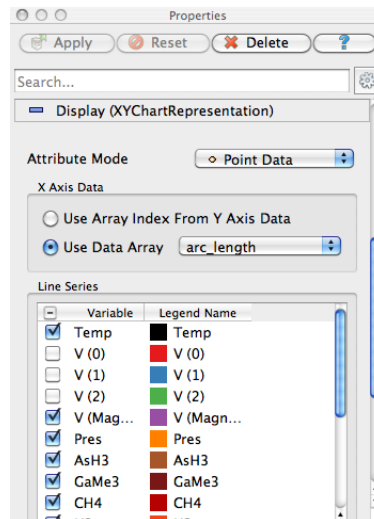 Properties
Apply Reset Delete ?
Search...
Display (XYChartRepresentation)
Attribute Mode Point Data
X Axis Data
Use Array Index From Y Axis Data
Use Data Array arc_length
Line Series
Variable Legend Name
Temp Temp
V (0) V (0)
V (1) V (1)
V (2) V (2)
V (Mag... V (Magn...
Pres Pres
AsH3 AsH3
GaMe3 GaMe3
CH4 CH4